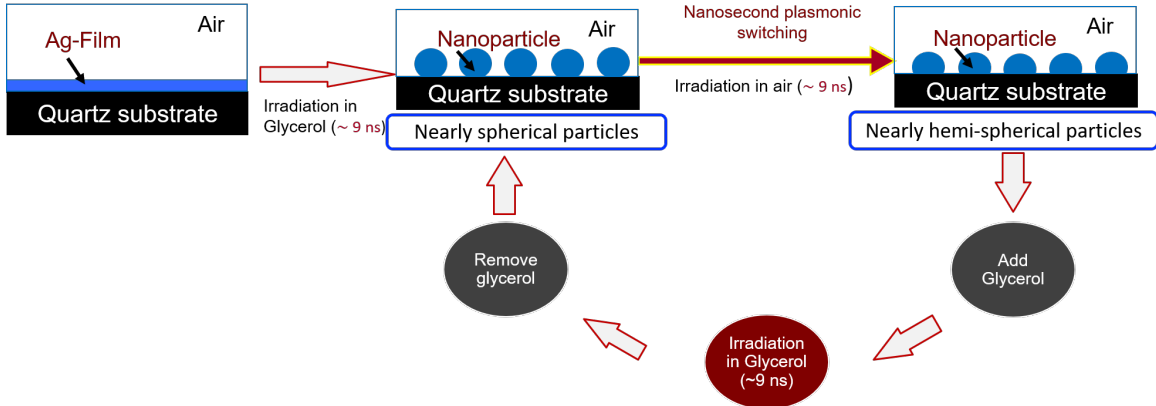 Ag-Film
Air
Quartz substrate
Irradiation in
Glycerol (~ 9 ns)
Nanoparticle
Air
Quartz substrate
Nearly spherical particles
Nanosecond plasmonic
switching
Irradiation in air (~ 9 ns)
Nanoparticle
Air
Quartz substrate
Nearly hemi-spherical particles
Add
Glycerol
Irradiation
in Glycerol
(~9 ns)
Remove
glycerol